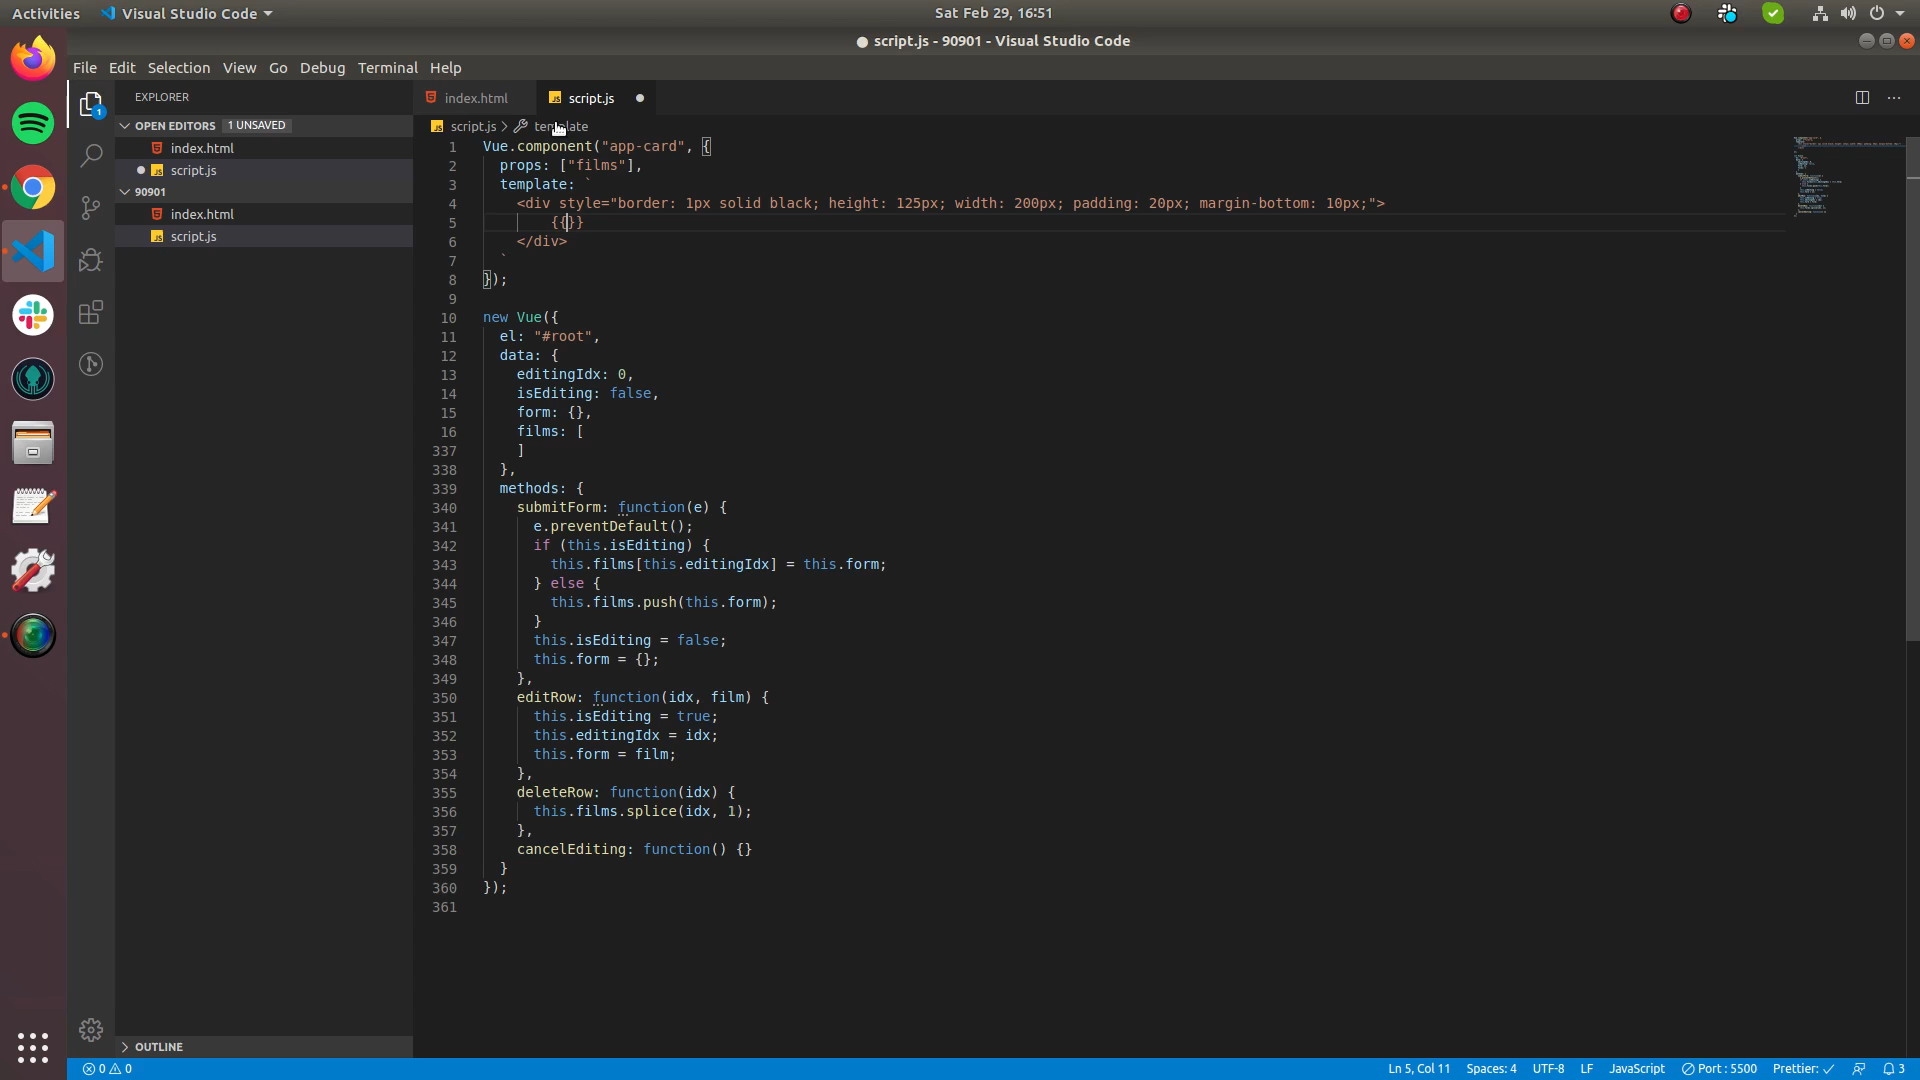 Activities
Visual Studio Code
Sat Feb 29, 16:51
● script.js - 90901 - Visual Studio Code
File Edit Selection View Go Debug Terminal Help
EXPLORER
OPEN EDITORS 1 UNSAVED
index.html
script.js
90901
index.html
script.js
OUTLINE
1
index.html
script.js
script.js > template
1 Vue.component("app-card", {
2 props: ["films"],
3 template: `
4 <div style="border: 1px solid black; height: 125px; width: 200px; padding: 20px; margin-bottom: 10px;">
5 {{}}
6 </div>
7 `
8 });
9
10 new Vue({
11 el: "#root",
12 data: {
13 editingIdx: 0,
14 isEditing: false,
15 form: {},
16 films: [
337 ]
338 },
339 methods: {
340 submitForm: function(e) {
341 e.preventDefault();
342 if (this.isEditing) {
343 this.films[this.editingIdx] = this.form;
344 } else {
345 this.films.push(this.form);
346 }
347 this.isEditing = false;
348 this.form = {};
349 },
350 editRow: function(idx, film) {
351 this.isEditing = true;
352 this.editingIdx = idx;
353 this.form = film;
354 },
355 deleteRow: function(idx) {
356 this.films.splice(idx, 1);
357 },
358 cancelEditing: function() {}
359 }
360 });
361
0 0
Ln 5, Col 11 Spaces: 4 UTF-8 LF JavaScript Port : 5500 Prettier: ✓ 3